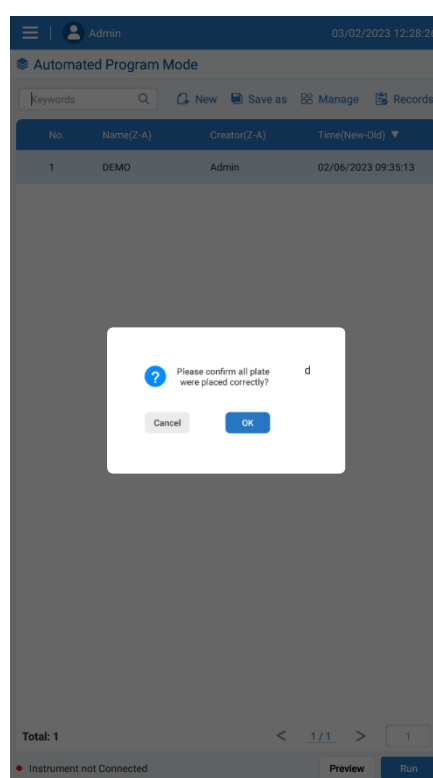 Admin 03/02/2023 12:28:26
Automated Program Mode
Keywords New Save as Manage Records
No. Name(Z-A) Creator(Z-A) Time(New-Old) ▼
1 DEMO Admin 02/06/2023 09:35:13
Please confirm all plate d
were placed correctly?
Cancel OK
Total: 1 < 1/1 > 1
Instrument not Connected Preview Run